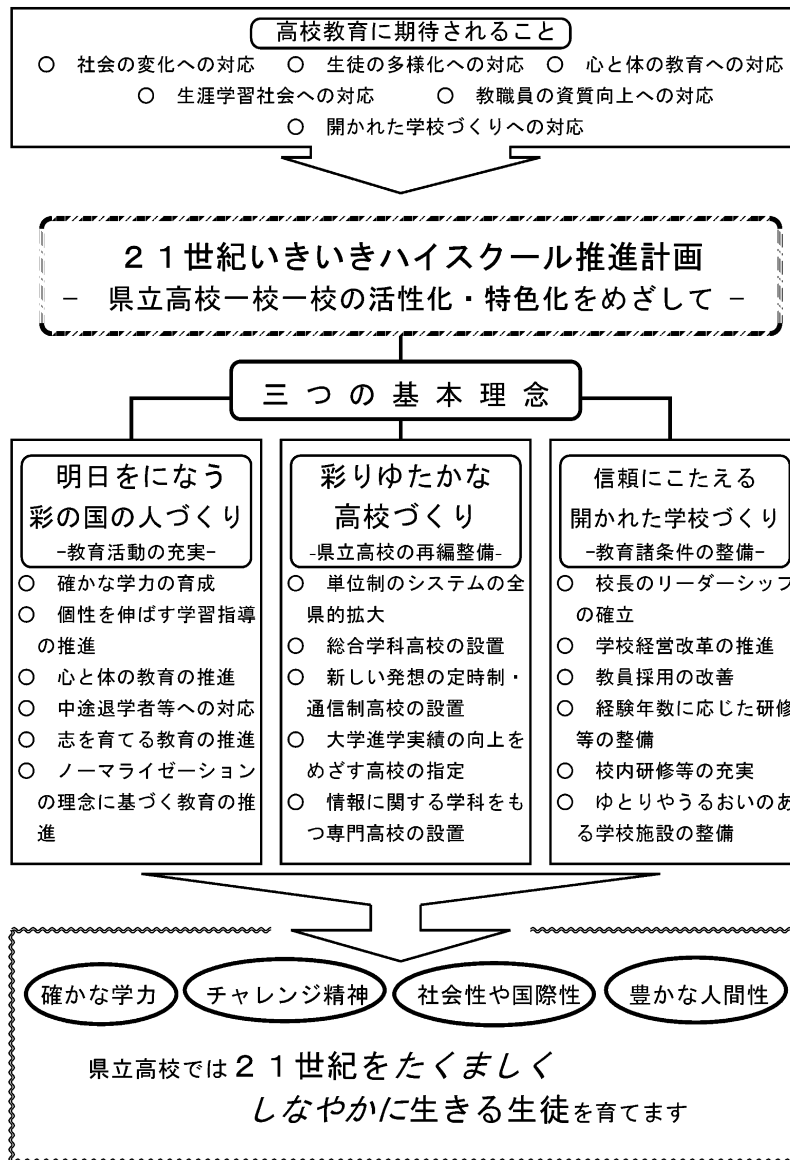 高校教育に期待されること
○ 社会の変化への対応 ○ 生徒の多様化への対応 ○ 心と体の教育への対応
○ 生涯学習社会への対応 ○ 教職員の資質向上への対応
○ 開かれた学校づくりへの対応
２１世紀いきいきハイスクール推進計画
－ 県立高校一校一校の活性化・特色化をめざして －
三つの基本理念
明日をになう
彩の国の人づくり
-教育活動の充実-
○ 確かな学力の育成
○ 個性を伸ばす学習指導
の推進
○ 心と体の教育の推進
○ 中途退学者等への対応
○ 志を育てる教育の推進
○ ノーマライゼーション
の理念に基づく教育の推
進
彩りゆたかな
高校づくり
-県立高校の再編整備-
○ 単位制のシステムの全
県的拡大
○ 総合学科高校の設置
○ 新しい発想の定時制・
通信制高校の設置
○ 大学進学実績の向上を
めざす高校の指定
○ 情報に関する学科をも
つ専門高校の設置
信頼にこたえる
開かれた学校づくり
-教育諸条件の整備-
○ 校長のリーダーシップ
の確立
○ 学校経営改革の推進
○ 教員採用の改善
○ 経験年数に応じた研修
等の整備
○ 校内研修等の充実
○ ゆとりやうるおいのあ
る学校施設の整備
確かな学力 チャレンジ精神 社会性や国際性 豊かな人間性
県立高校では２１世紀をたくましく
しなやかに生きる生徒を育てます